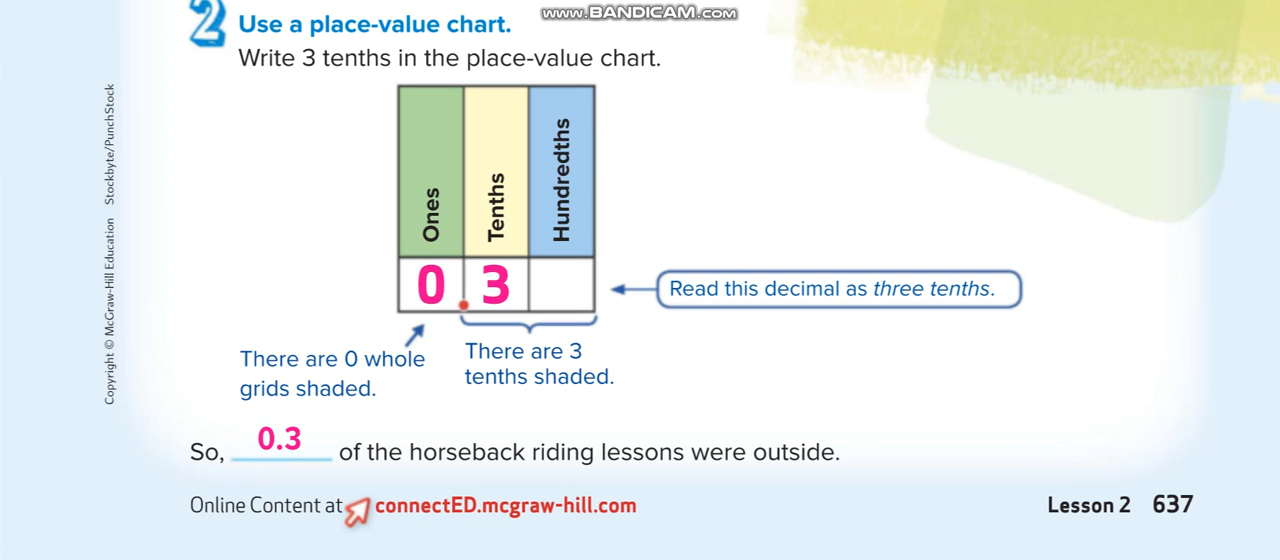 www.BANDICAM.com
2 Use a place-value chart.
Write 3 tenths in the place-value chart.
Copyright © McGraw-Hill Education Stockbyte/PunchStock
Ones Tenths Hundredths
0 . 3
Read this decimal as three tenths.
There are 0 whole
grids shaded.
There are 3
tenths shaded.
So, 0.3 of the horseback riding lessons were outside.
Online Content at connectED.mcgraw-hill.com
Lesson 2 637